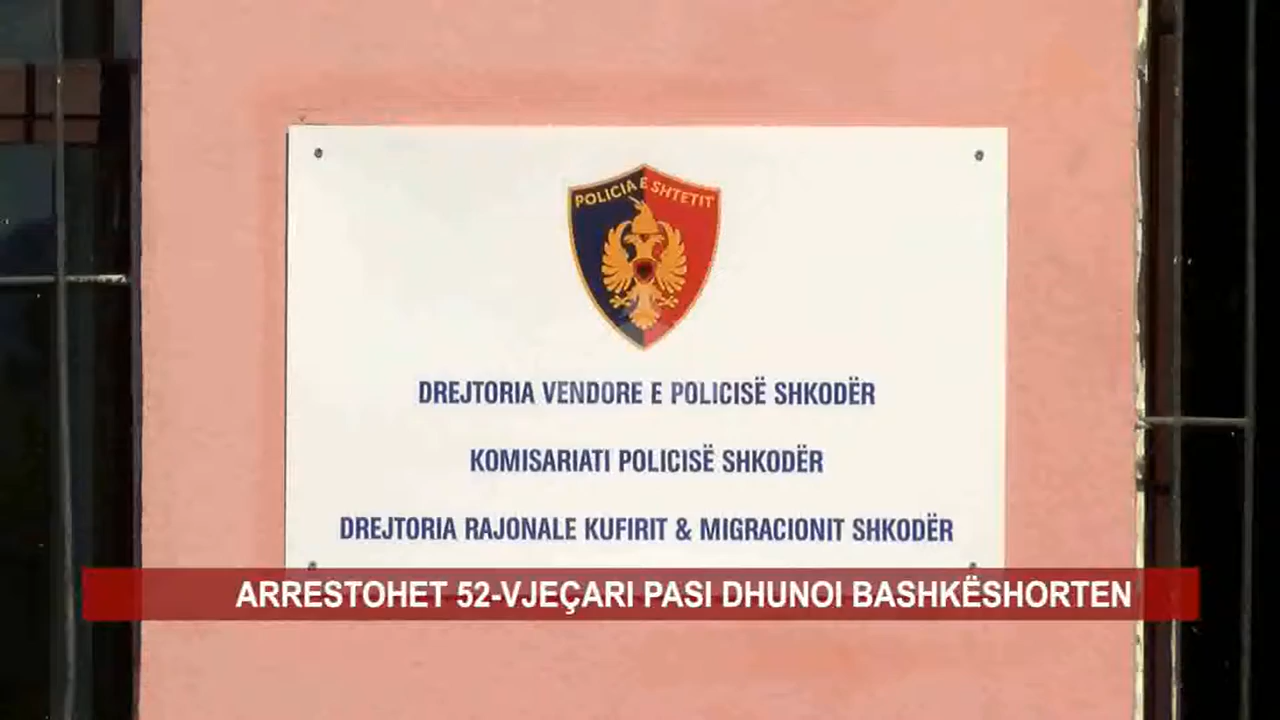 POLICIA E SHTETIT
DREJTORIA VENDORE E POLICISË SHKODËR
KOMISARIATI POLICISË SHKODËR
DREJTORIA RAJONALE KUFIRIT & MIGRACIONIT SHKODËR
ARRESTOHET 52-VJEÇARI PASI DHUNOI BASHKËSHORTEN